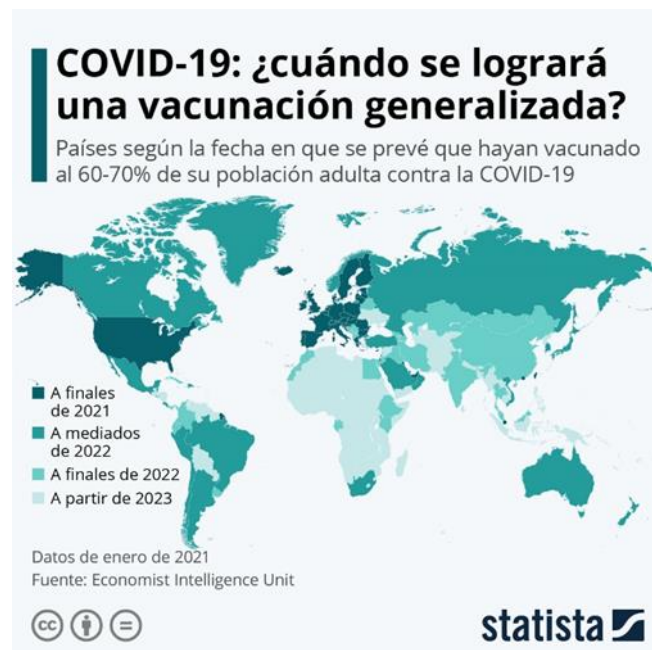 COVID-19: ¿cuándo se logrará
una vacunación generalizada?
Países según la fecha en que se prevé que hayan vacunado
al 60-70% de su población adulta contra la COVID-19
A finales
de 2021
A mediados
de 2022
A finales de 2022
A partir de 2023
Datos de enero de 2021
Fuente: Economist Intelligence Unit
cc
statista